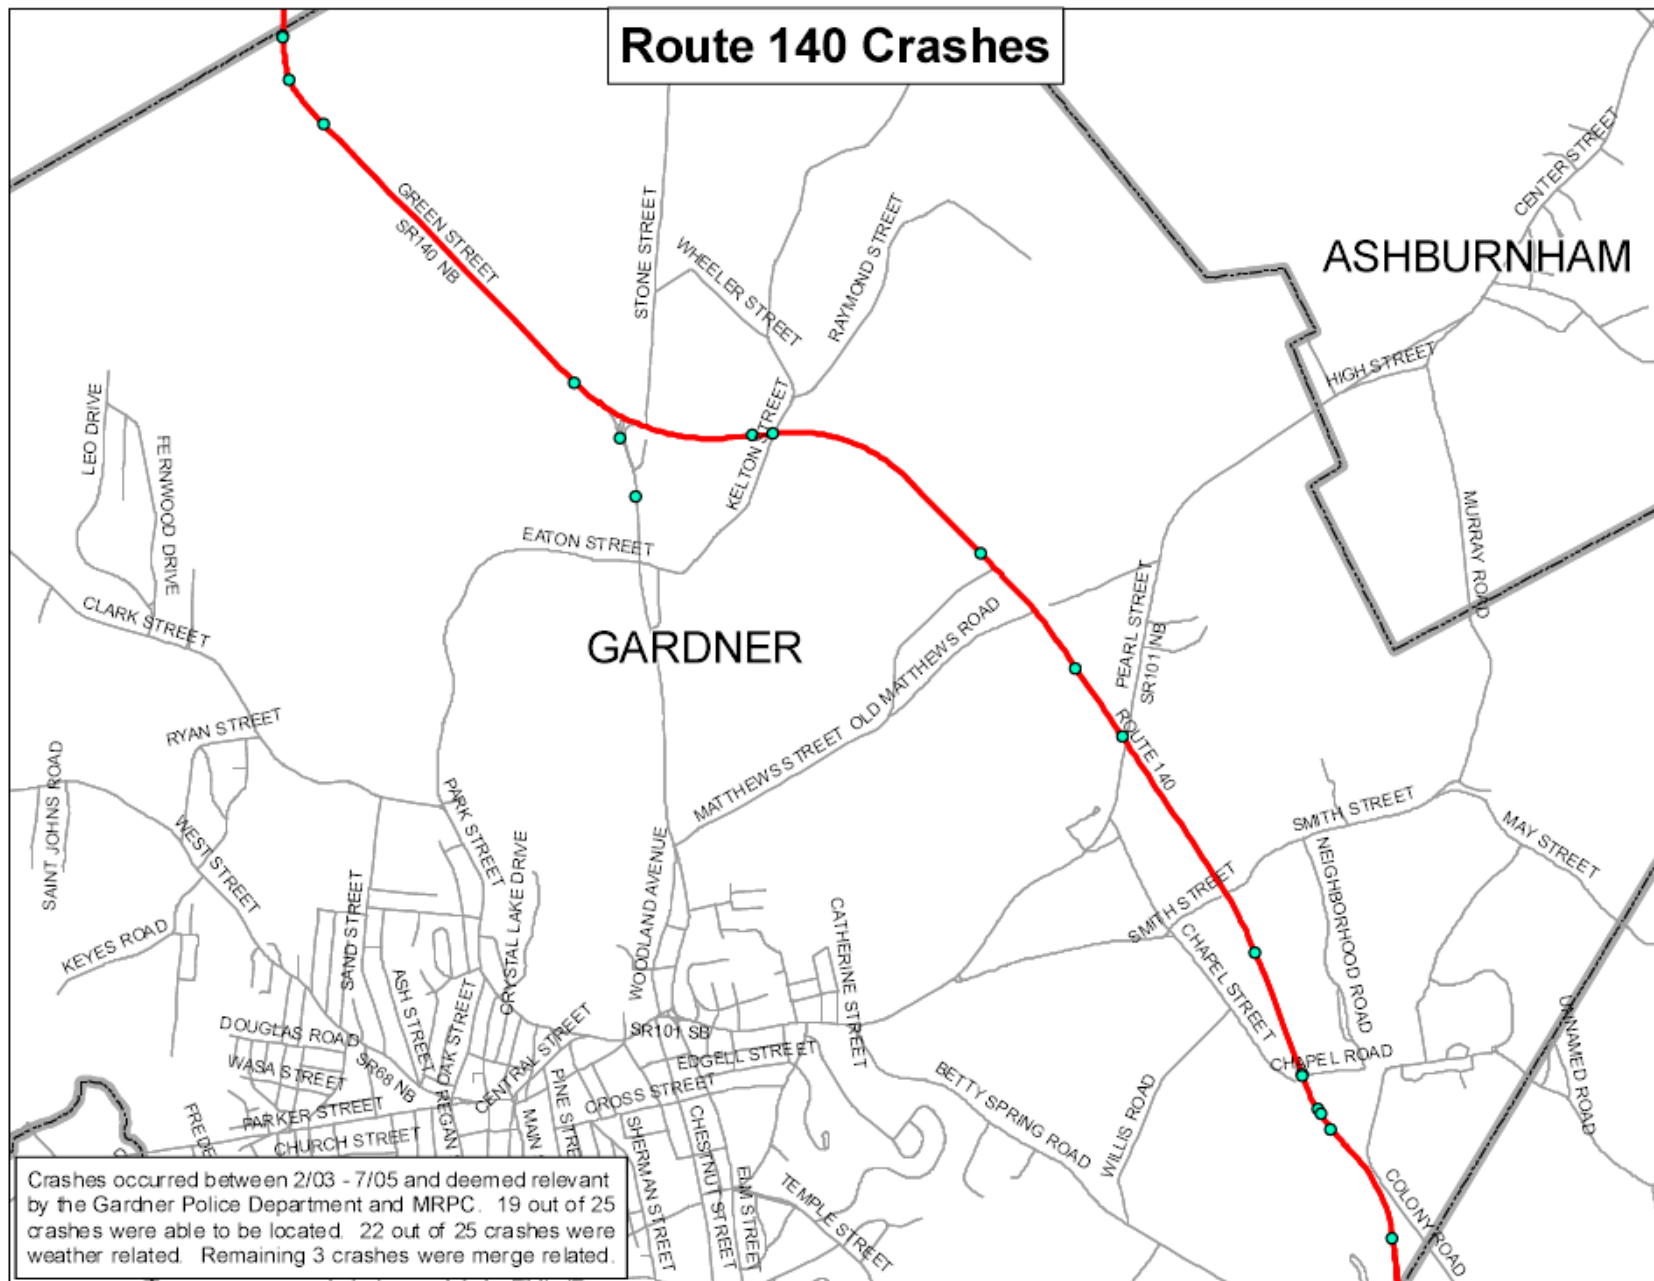 Route 140 Crashes
CENTER STREET
ASHBURNHAM
GREEN STREET
SR140 NB
STONE STREET
WHEELER STREET
RAYMOND STREET
HIGH STREET
LEO DRIVE
FERNWOOD DRIVE
KELTON STREET
EATON STREET
MURRAY ROAD
CLARK STREET
GARDNER
OLD MATTHEWS ROAD
PEARL STREET
SR101 NB
RYAN STREET
MATTHEWS STREET
ROUTE 140
SAINT JOHNS ROAD
WEST STREET
PARK STREET
CRYSTAL LAKE DRIVE
SMITH STREET
MAY STREET
NEIGHBORHOOD ROAD
KEYES ROAD
SAND STREET
WOODLAND AVENUE
CATHERINE STREET
SMITH STREET
CHAPEL STREET
ASH STREET
OAK STREET
DOUGLAS ROAD
WASA STREET
SR68 NB
CENTRAL STREET
SR101 SB
EDGELL STREET
CHAPEL ROAD
UNNAMED ROAD
PARKER STREET
CHURCH STREET
FREDE
REGAN
MAIN
PINE STRE
CROSS STREET
BETTY SPRING ROAD
WILLIS ROAD
SHERMAN STREET
CHESTNUT STREET
ELM STREET
TEMPLE STREET
COLONY ROAD
Crashes occurred between 2/03 - 7/05 and deemed relevant
by the Gardner Police Department and MRPC. 19 out of 25
crashes were able to be located. 22 out of 25 crashes were
weather related. Remaining 3 crashes were merge related.